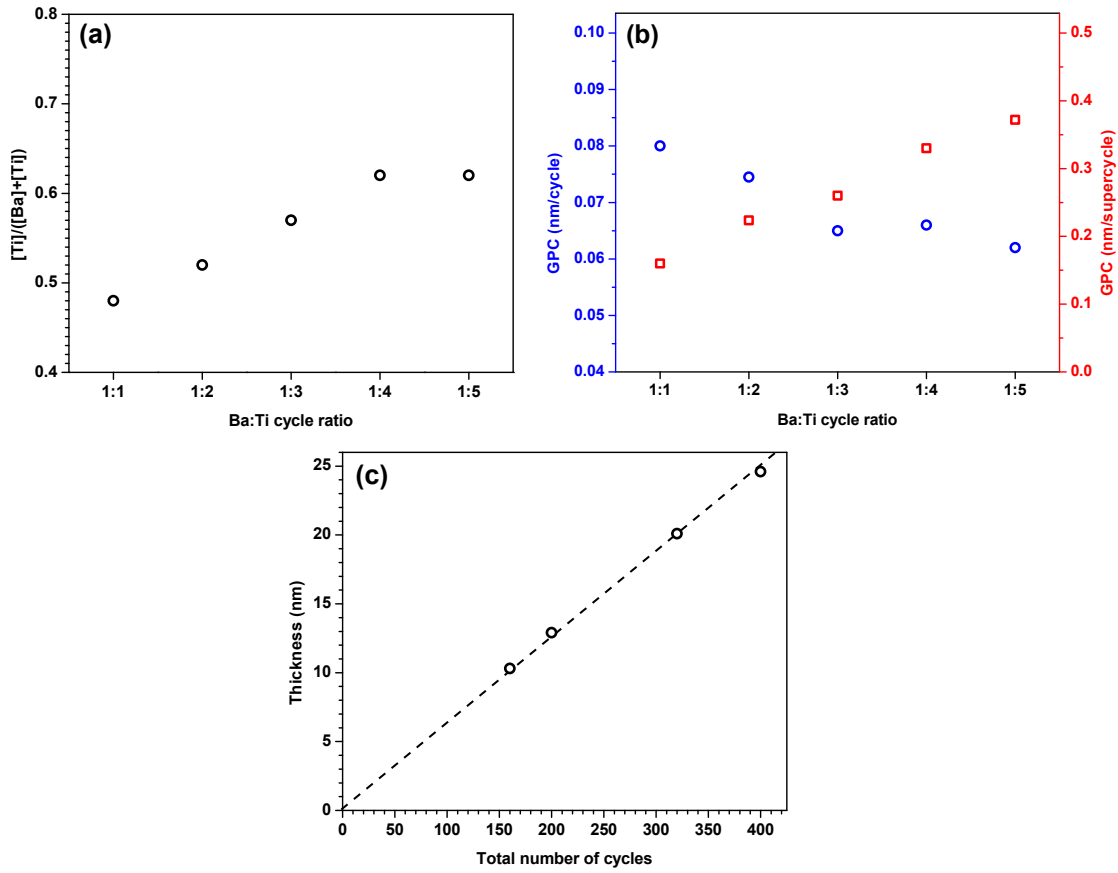 (a)
[Ti]/([Ba]+[Ti])
0.8
0.7
0.6
0.5
0.4
1:1 1:2 1:3 1:4 1:5
Ba:Ti cycle ratio
(b)
GPC (nm/cycle)
0.10
0.09
0.08
0.07
0.06
0.05
0.04
GPC (nm/supercycle)
0.5
0.4
0.3
0.2
0.1
0.0
1:1 1:2 1:3 1:4 1:5
Ba:Ti cycle ratio
(c)
Thickness (nm)
25
20
15
10
5
0
0 50 100 150 200 250 300 350 400
Total number of cycles